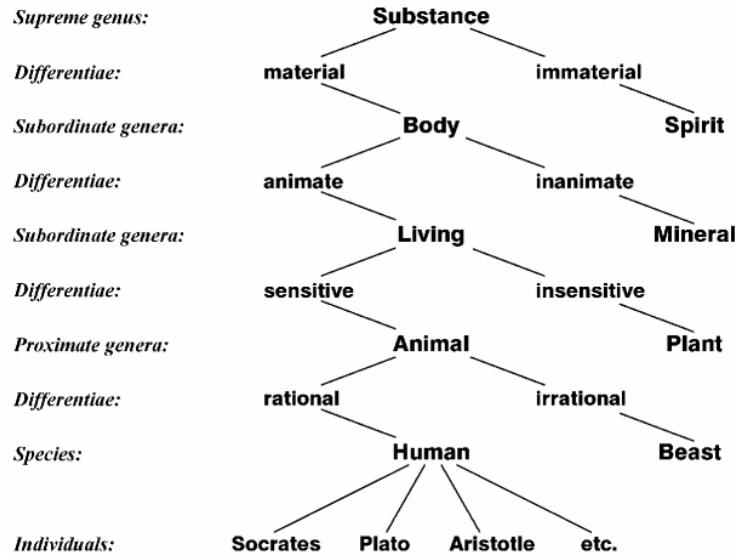 Supreme genus: Substance
Differentiae: material immaterial
Subordinate genera: Body Spirit
Differentiae: animate inanimate
Subordinate genera: Living Mineral
Differentiae: sensitive insensitive
Proximate genera: Animal Plant
Differentiae: rational irrational
Species: Human Beast
Individuals: Socrates Plato Aristotle etc.